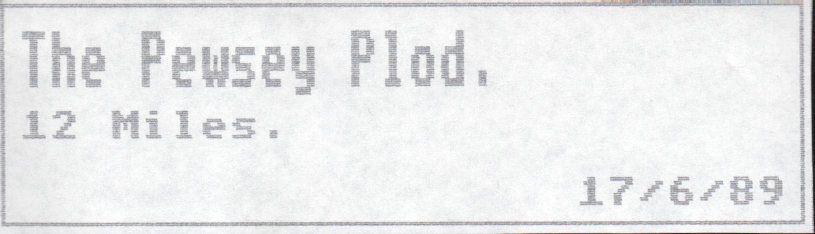 The Pewsey Plod.
12 Miles.
17/6/89